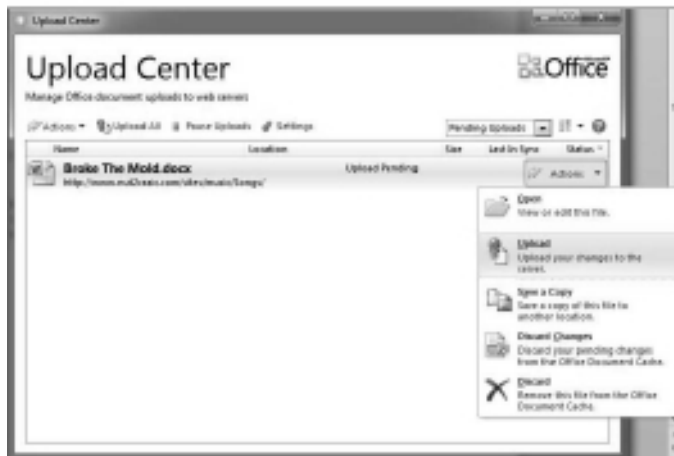 Upload Center
Upload Center
Office
Manage Office document uploads to web servers
Actions Upload All Pause Uploads Settings
Pending Uploads
Name Location Size Last In Sync Status
Broke The Mold.docx Upload Pending Actions
Open
View or edit this file.
Upload
Upload your changes to the
server.
Save a Copy
Save a copy of this file to
another location.
Discard Changes
Discard your pending changes
from the Office Document Cache.
Discard
Remove this file from the Office
Document Cache.